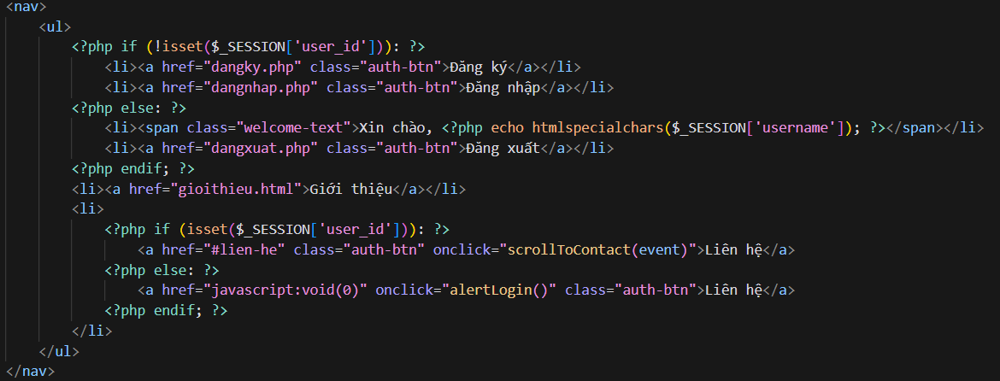 <nav>
<ul>
<?php if (!isset($_SESSION['user_id'])): ?>
<li><a href="dangky.php" class="auth-btn">Đăng ký</a></li>
<li><a href="dangnhap.php" class="auth-btn">Đăng nhập</a></li>
<?php else: ?>
<li><span class="welcome-text">Xin chào, <?php echo htmlspecialchars($_SESSION['username']); ?></span></li>
<li><a href="dangxuat.php" class="auth-btn">Đăng xuất</a></li>
<?php endif; ?>
<li><a href="gioithieu.html">Giới thiệu</a></li>
<li>
<?php if (isset($_SESSION['user_id'])): ?>
<a href="#lien-he" class="auth-btn" onclick="scrollToContact(event)">Liên hệ</a>
<?php else: ?>
<a href="javascript:void(0)" onclick="alertLogin()" class="auth-btn">Liên hệ</a>
<?php endif; ?>
</li>
</ul>
</nav>